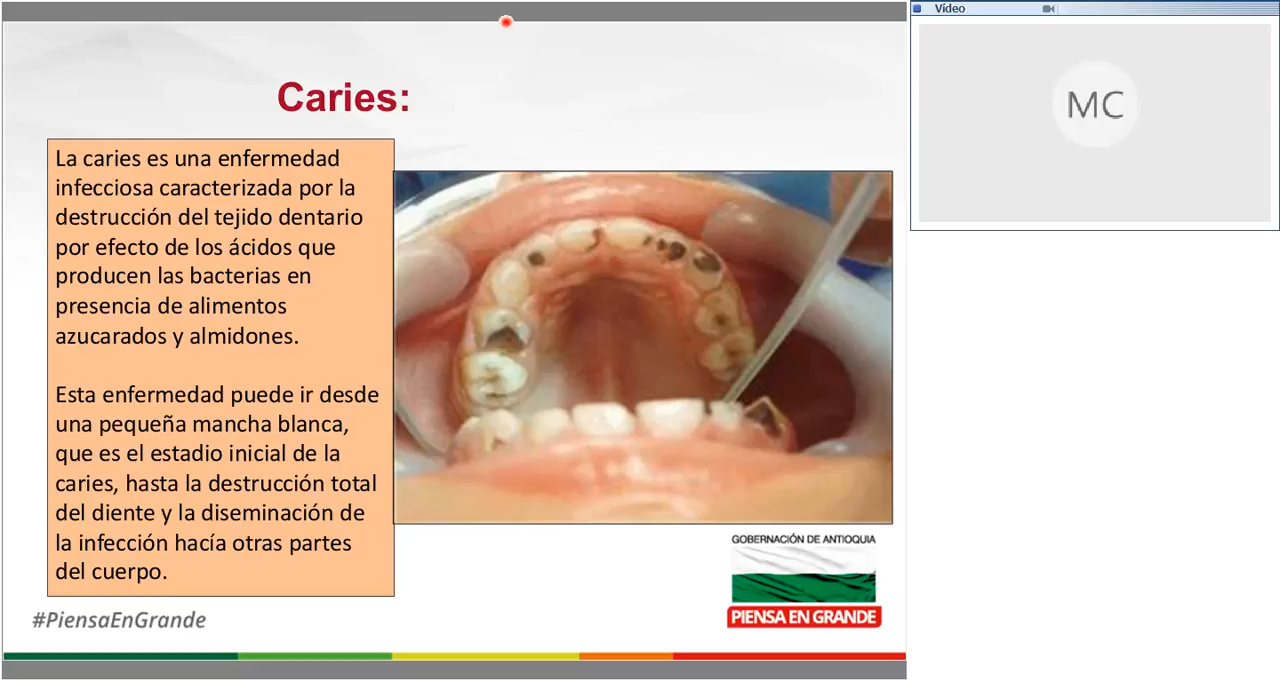 Caries:
La caries es una enfermedad
infecciosa caracterizada por la
destrucción del tejido dentario
por efecto de los ácidos que
producen las bacterias en
presencia de alimentos
azucarados y almidones.
Esta enfermedad puede ir desde
una pequeña mancha blanca,
que es el estadio inicial de la
caries, hasta la destrucción total
del diente y la diseminación de
la infección hacía otras partes
del cuerpo.
#PiensaEnGrande
GOBERNACIÓN DE ANTIOQUIA
PIENSA EN GRANDE
Vídeo
MC